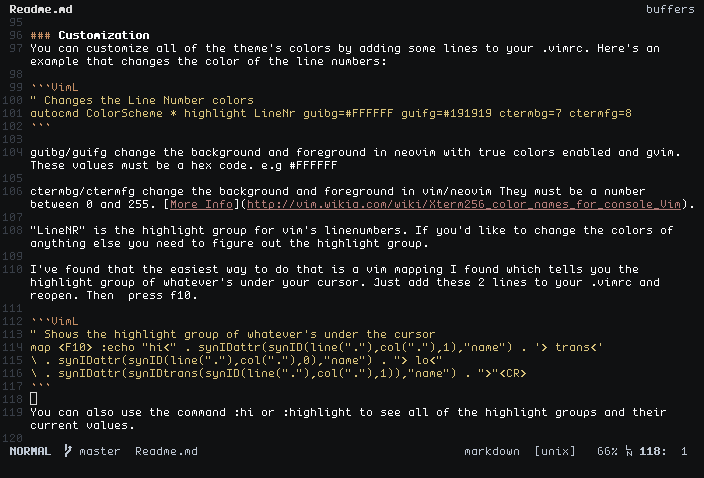 Readme.md buffers
95
96 ### Customization
97 You can customize all of the theme's colors by adding some lines to your .vimrc. Here's an
example that changes the color of the line numbers:
98
99 ```VimL
100 " Changes the Line Number colors
101 autocmd ColorScheme * highlight LineNr guibg=#FFFFFF guifg=#191919 ctermbg=7 ctermfg=8
102 ```
103
104 guibg/guifg change the background and foreground in neovim with true colors enabled and gvim.
These values must be a hex code. e.g #FFFFFF
105
106 ctermbg/ctermfg change the background and foreground in vim/neovim They must be a number
between 0 and 255. [More Info](http://vim.wikia.com/wiki/Xterm256_color_names_for_console_Vim).
107
108 "LineNR" is the highlight group for vim's linenumbers. If you'd like to change the colors of
anything else you need to figure out the highlight group.
109
110 I've found that the easiest way to do that is a vim mapping I found which tells you the
highlight group of whatever's under your cursor. Just add these 2 lines to your .vimrc and
reopen. Then  press f10.
111
112 ```VimL
113 " Shows the highlight group of whatever's under the cursor
114 map <F10> :echo "hi<" . synIDattr(synID(line("."),col("."),1),"name") . '> trans<'
115 \ . synIDattr(synID(line("."),col("."),0),"name") . "> lo<"
116 \ . synIDattr(synIDtrans(synID(line("."),col("."),1)),"name") . ">"<CR>
117 ```
118
119 You can also use the command :hi or :highlight to see all of the highlight groups and their
current values.
120
NORMAL master Readme.md markdown [unix] 66% LN 118: 1